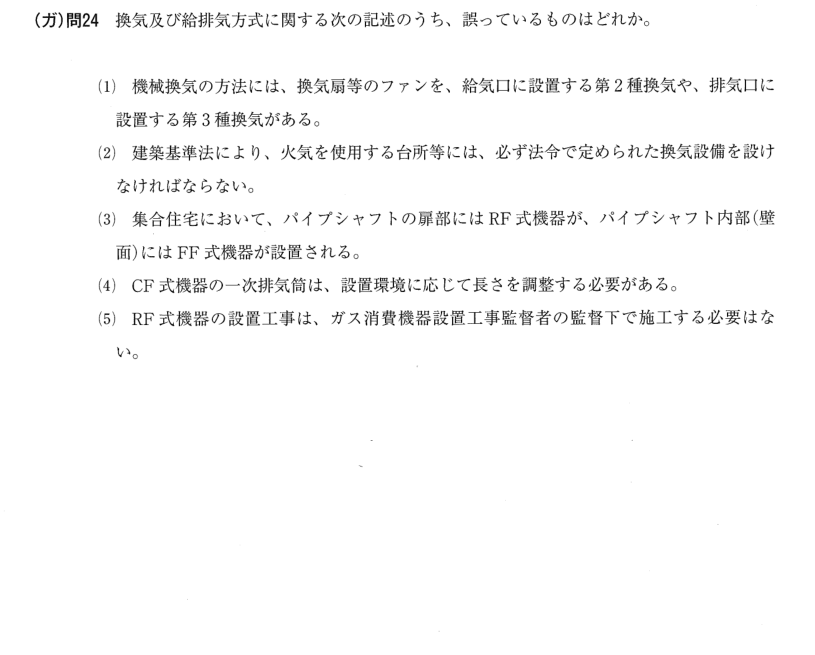 (ガ)問24 換気及び給排気方式に関する次の記述のうち、誤っているものはどれか。
(1) 機械換気の方法には、換気扇等のファンを、給気口に設置する第2種換気や、排気口に
設置する第3種換気がある。
(2) 建築基準法により、火気を使用する台所等には、必ず法令で定められた換気設備を設け
なければならない。
(3) 集合住宅において、パイプシャフトの扉部にはRF式機器が、パイプシャフト内部(壁
面)にはFF式機器が設置される。
(4) CF式機器の一次排気筒は、設置環境に応じて長さを調整する必要がある。
(5) RF式機器の設置工事は、ガス消費機器設置工事監督者の監督下で施工する必要はな
い。